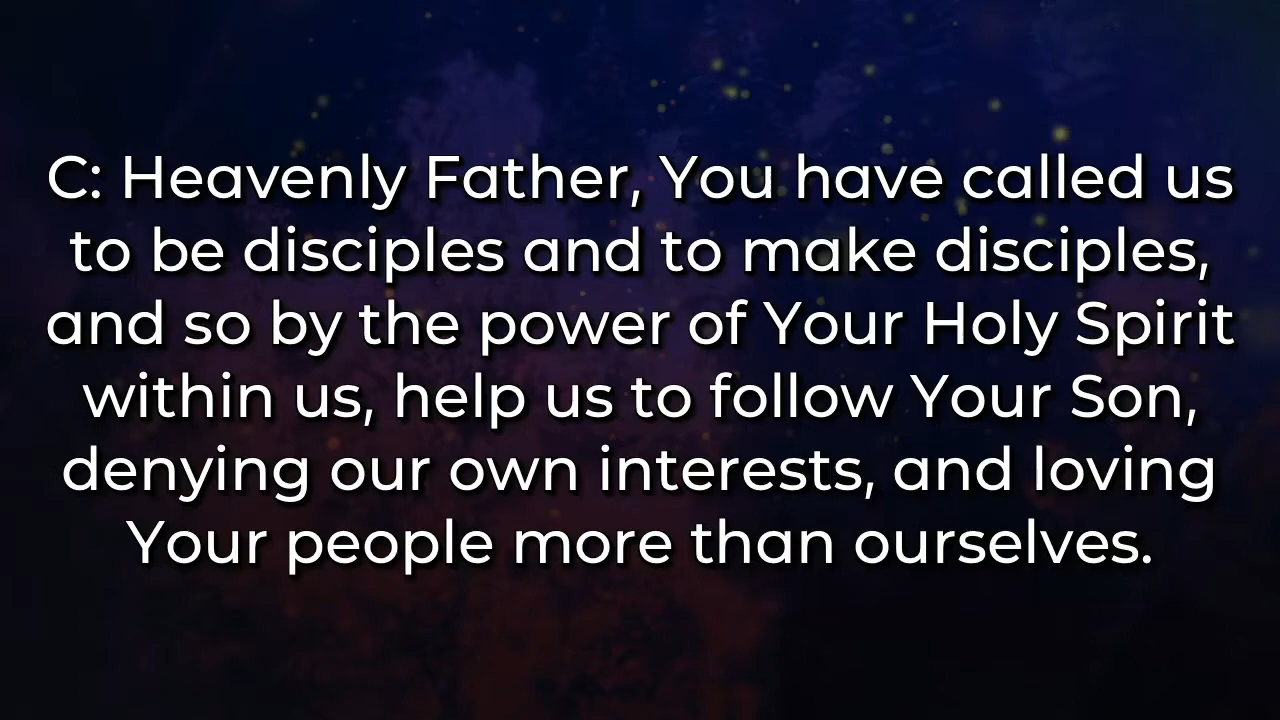 C: Heavenly Father, You have called us
to be disciples and to make disciples,
and so by the power of Your Holy Spirit
within us, help us to follow Your Son,
denying our own interests, and loving
Your people more than ourselves.